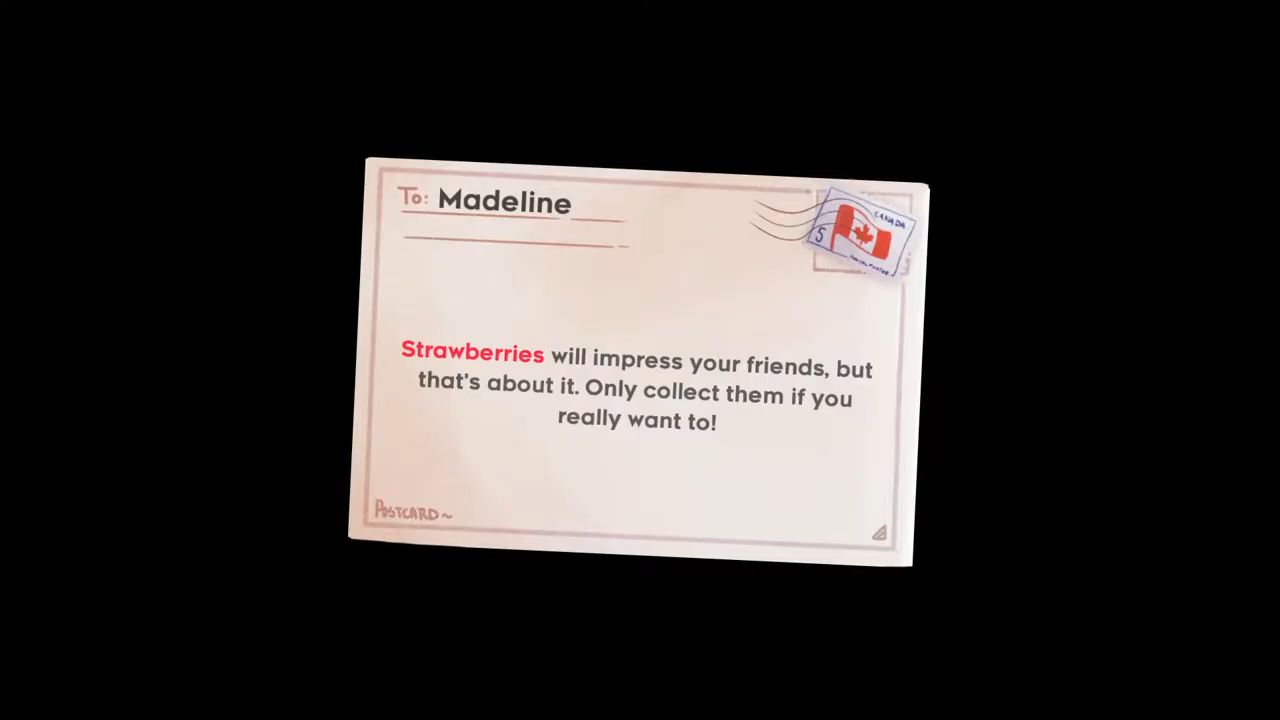 To: Madeline
CANADA
5
Strawberries will impress your friends, but
that's about it. Only collect them if you
really want to!
POSTCARD~